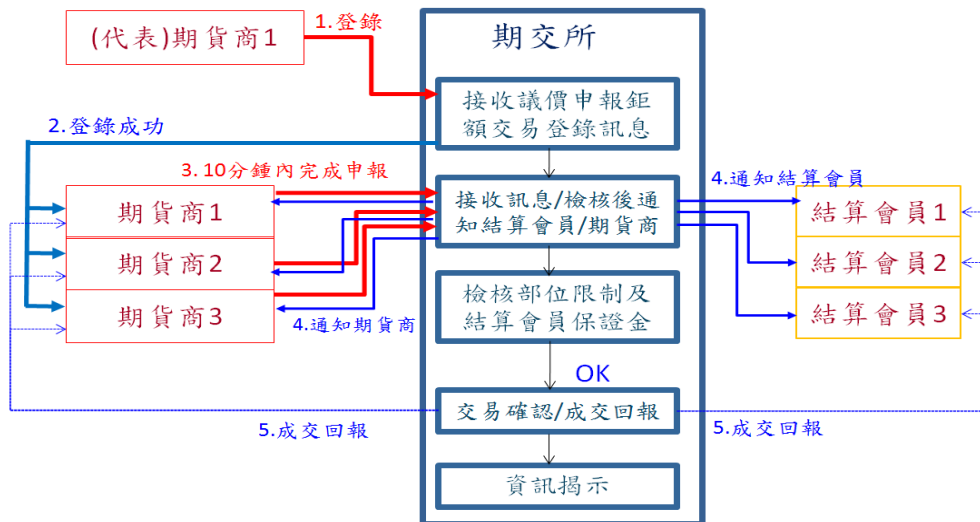 (代表)期貨商1
1.登錄
期交所
接收議價申報鉅
額交易登錄訊息
2.登錄成功
3.10分鐘內完成申報
4.通知結算會員
期貨商1
期貨商2
期貨商3
接收訊息/檢核後通
知結算會員/期貨商
結算會員1
結算會員2
結算會員3
4.通知期貨商
檢核部位限制及
結算會員保證金
OK
交易確認/成交回報
5.成交回報
5.成交回報
資訊揭示